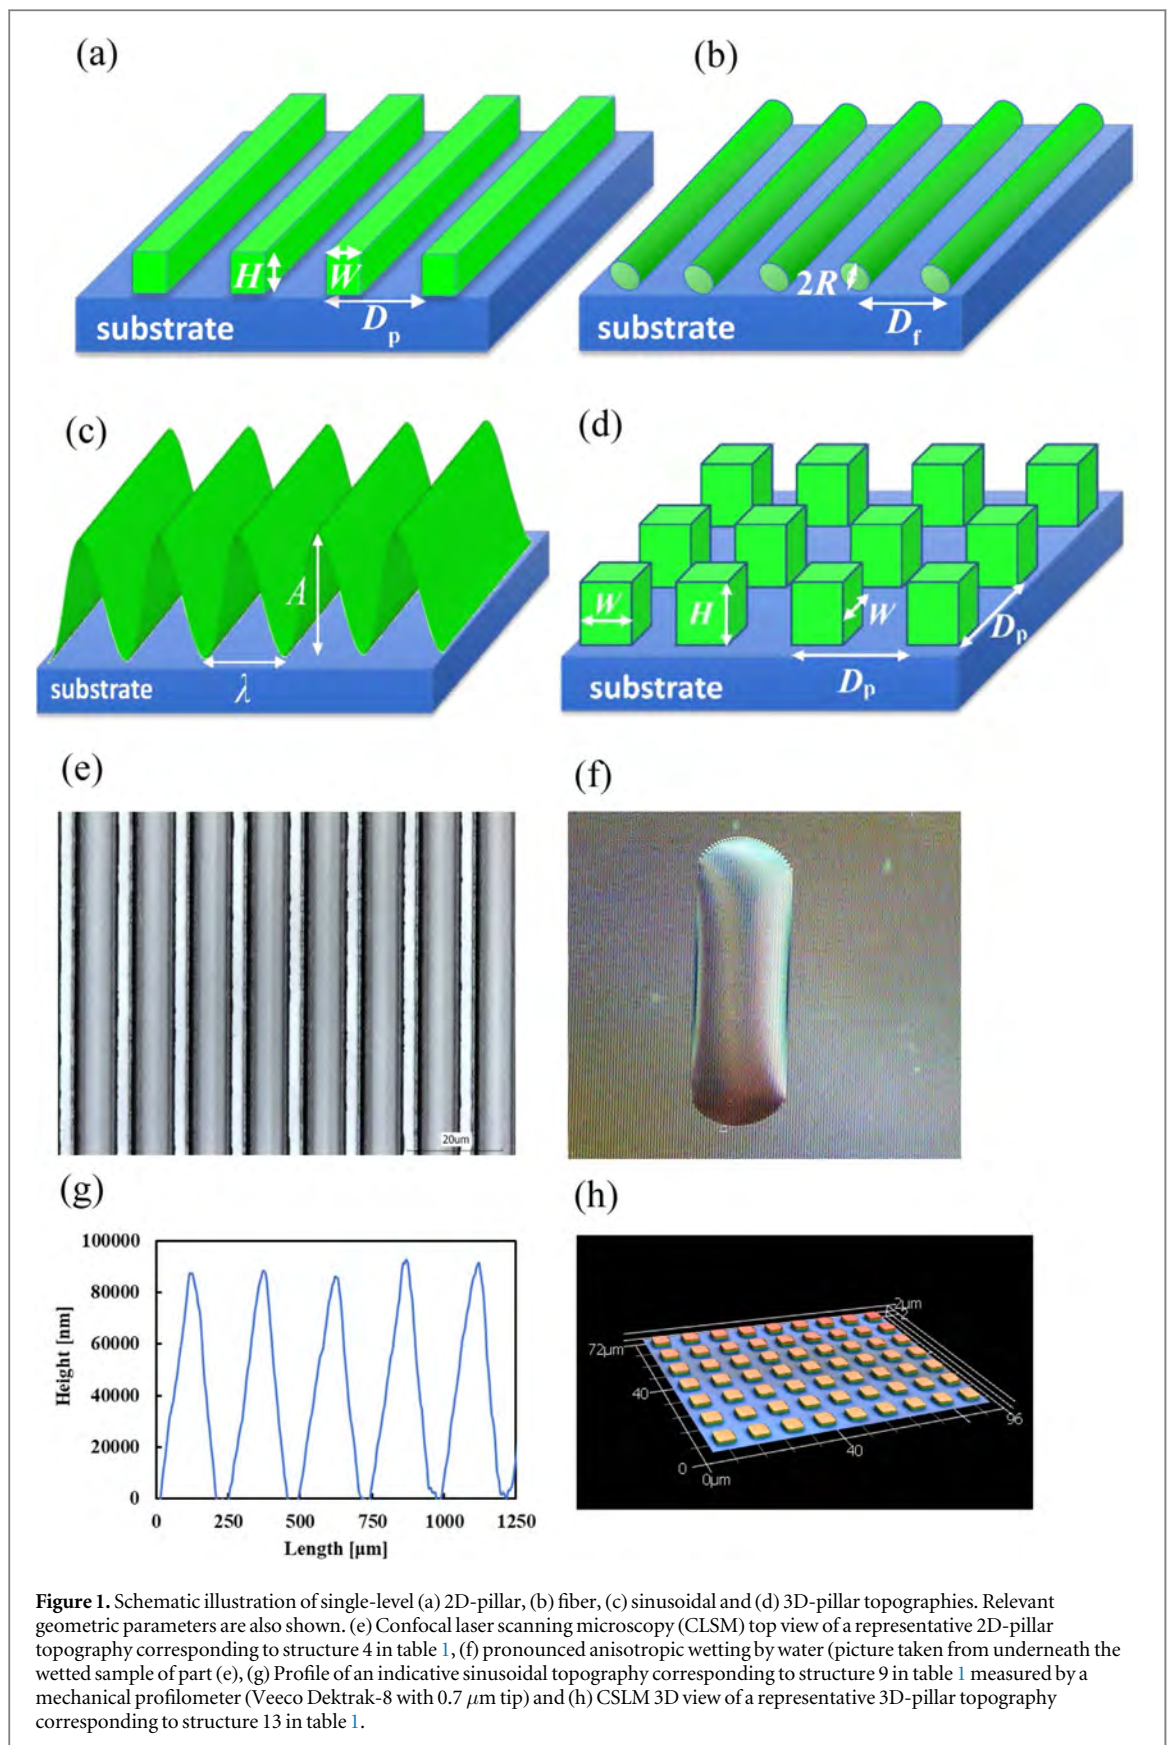 (a)
(b)
H
W
D_p
substrate
2R
D_f
substrate
(c)
(d)
A
λ
substrate
W
H
W
D_p
D_p
substrate
(e)
(f)
20um
(g)
(h)
100000
80000
60000
40000
20000
0
Height [nm]
0 250 500 750 1000 1250
Length [μm]
2μm
72μm
40
0
0μm
40
96
Figure 1. Schematic illustration of single-level (a) 2D-pillar, (b) fiber, (c) sinusoidal and (d) 3D-pillar topographies. Relevant
geometric parameters are also shown. (e) Confocal laser scanning microscopy (CLSM) top view of a representative 2D-pillar
topography corresponding to structure 4 in table 1, (f) pronounced anisotropic wetting by water (picture taken from underneath the
wetted sample of part (e), (g) Profile of an indicative sinusoidal topography corresponding to structure 9 in table 1 measured by a
mechanical profilometer (Veeco Dektrak-8 with 0.7 μm tip) and (h) CSLM 3D view of a representative 3D-pillar topography
corresponding to structure 13 in table 1.